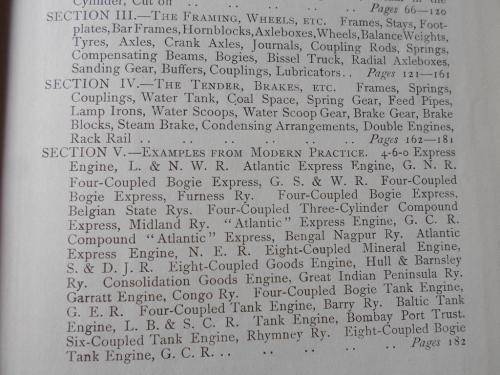 Cylinder, Cut off
Pages 66—120
SECTION III.—The Framing, Wheels, etc. Frames, Stays, Foot-
plates, Bar Frames, Hornblocks, Axleboxes, Wheels, Balance Weights,
Tyres, Axles, Crank Axles, Journals, Coupling Rods, Springs,
Compensating Beams, Bogies, Bissel Truck, Radial Axleboxes,
Sanding Gear, Buffers, Couplings, Lubricators.. Pages 121—161
SECTION IV.—The Tender, Brakes, etc. Frames, Springs,
Couplings, Water Tank, Coal Space, Spring Gear, Feed Pipes,
Lamp Irons, Water Scoops, Water Scoop Gear, Brake Gear, Brake
Blocks, Steam Brake, Condensing Arrangements, Double Engines,
Rack Rail .. .. .. .. .. Pages 162—181
SECTION V.—Examples from Modern Practice. 4-6-0 Express
Engine, L. & N. W. R. Atlantic Express Engine, G. N. R.
Four-Coupled Bogie Express, G. S. & W. R. Four-Coupled
Bogie Express, Furness Ry. Four-Coupled Bogie Express,
Belgian State Rys. Four-Coupled Three-Cylinder Compound
Express, Midland Ry. "Atlantic" Express Engine, G. C. R.
Compound "Atlantic" Express, Bengal Nagpur Ry. Atlantic
Express Engine, N. E. R. Eight-Coupled Mineral Engine,
S. & D. J. R. Eight-Coupled Goods Engine, Hull & Barnsley
Ry. Consolidation Goods Engine, Great Indian Peninsula Ry.
Garratt Engine, Congo Ry. Four-Coupled Bogie Tank Engine,
G. E. R. Four-Coupled Tank Engine, Barry Ry. Baltic Tank
Engine, L. B. & S. C. R. Tank Engine, Bombay Port Trust.
Six-Coupled Tank Engine, Rhymney Ry. Eight-Coupled Bogie
Tank Engine, G. C. R. .. .. .. .. .. Pages 182